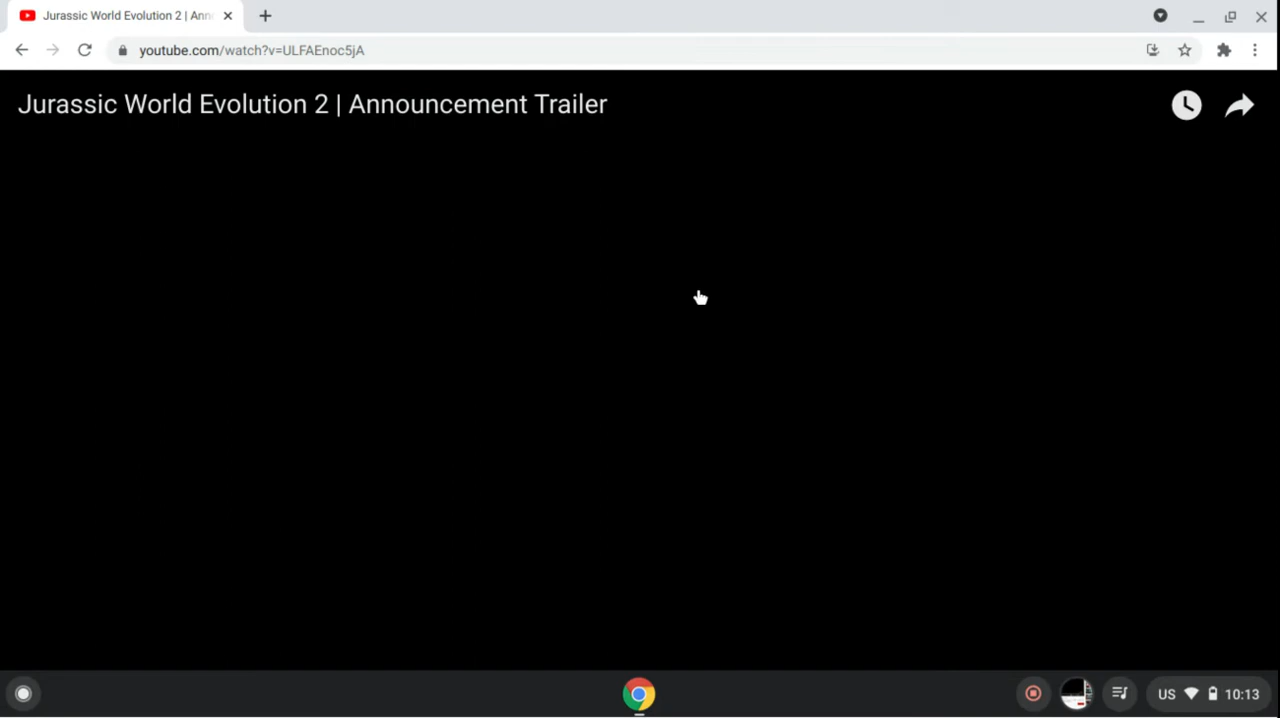 Jurassic World Evolution 2 | Ann
youtube.com/watch?v=ULFAEnoc5jA
Jurassic World Evolution 2 | Announcement Trailer
US 10:13